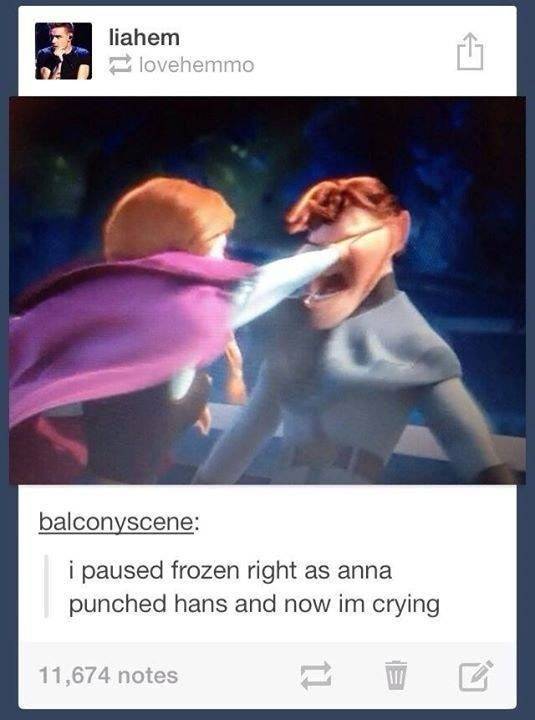 liahem
lovehemmo
balconyscene:
i paused frozen right as anna
punched hans and now im crying
11,674 notes